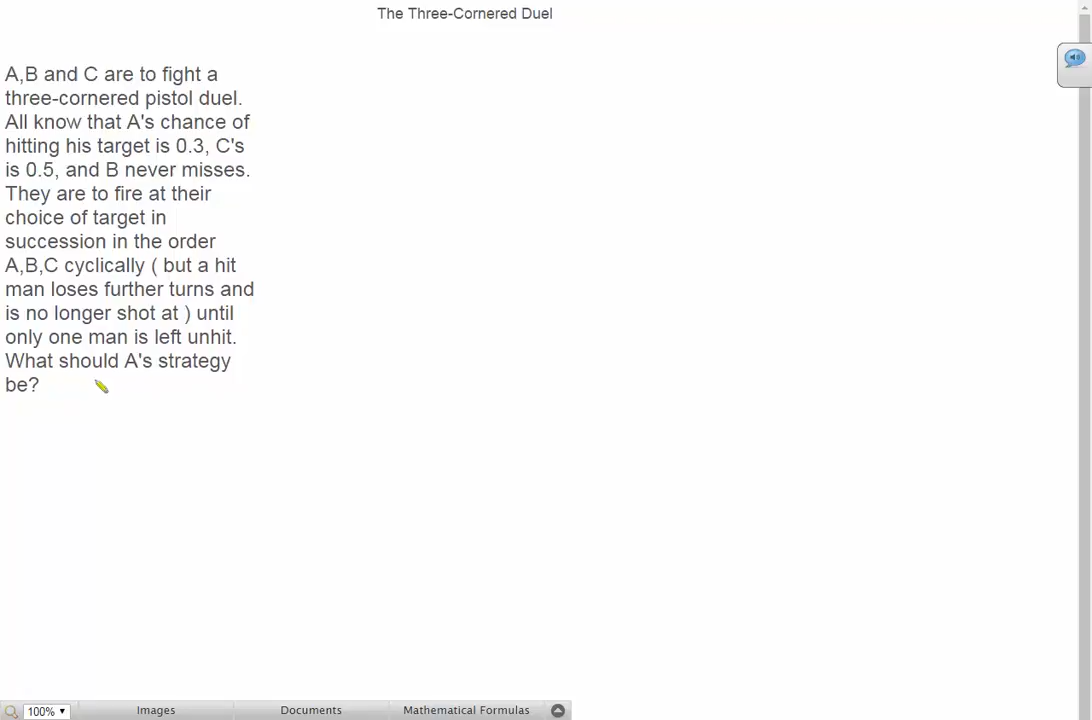 The Three-Cornered Duel
A,B and C are to fight a
three-cornered pistol duel.
All know that A's chance of
hitting his target is 0.3, C's
is 0.5, and B never misses.
They are to fire at their
choice of target in
succession in the order
A,B,C cyclically ( but a hit
man loses further turns and
is no longer shot at ) until
only one man is left unhit.
What should A's strategy
be?
100% Images Documents Mathematical Formulas